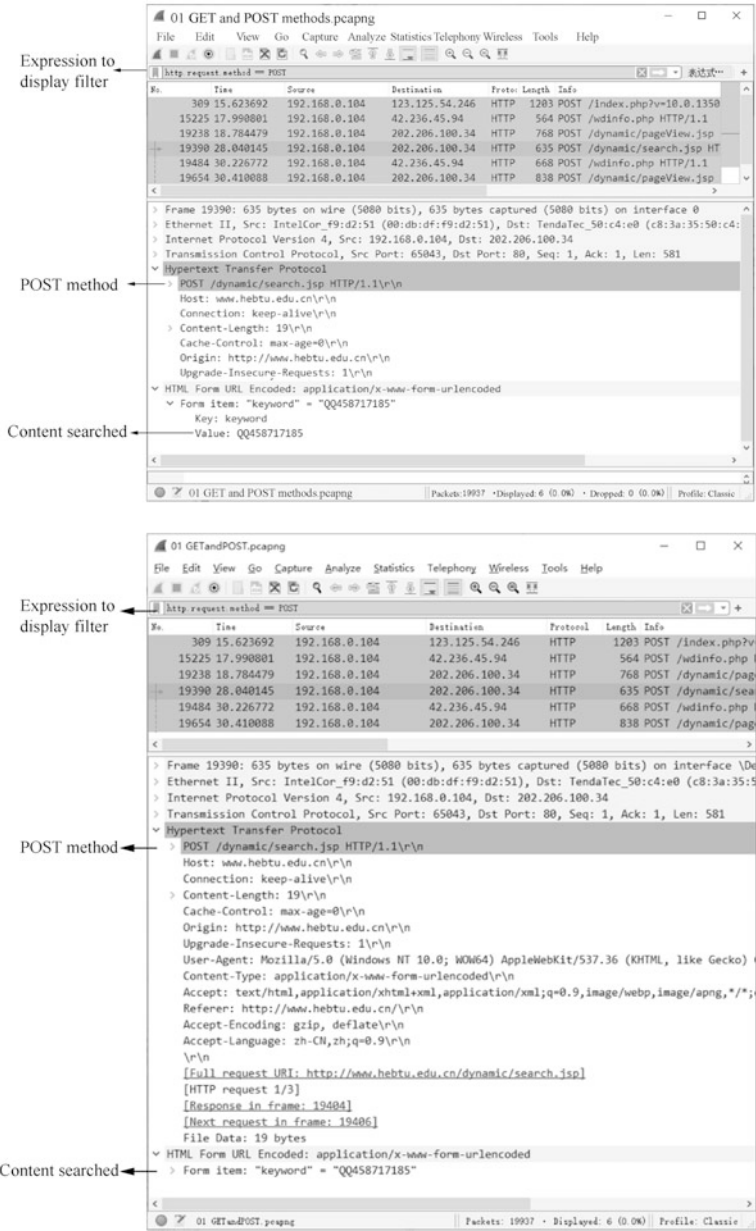 01 GET and POST methods.pcapng
File Edit View Go Capture Analyze Statistics Telephony Wireless Tools Help
Expression to
display filter
http.request.method == POST 表达式… +
No. Time Source Destination Protoc Length Info
309 15.623692 192.168.0.104 123.125.54.246 HTTP 1203 POST /index.php?v=10.0.1350
15225 17.990801 192.168.0.104 42.236.45.94 HTTP 564 POST /wdinfo.php HTTP/1.1
19238 18.784479 192.168.0.104 202.206.100.34 HTTP 768 POST /dynamic/pageView.jsp
19390 28.040145 192.168.0.104 202.206.100.34 HTTP 635 POST /dynamic/search.jsp HT
19484 30.226772 192.168.0.104 42.236.45.94 HTTP 668 POST /wdinfo.php HTTP/1.1
19654 30.410088 192.168.0.104 202.206.100.34 HTTP 838 POST /dynamic/pageView.jsp
Frame 19390: 635 bytes on wire (5080 bits), 635 bytes captured (5080 bits) on interface 0
Ethernet II, Src: IntelCor_f9:d2:51 (00:db:df:f9:d2:51), Dst: TendaTec_50:c4:e0 (c8:3a:35:50:c4:
Internet Protocol Version 4, Src: 192.168.0.104, Dst: 202.206.100.34
Transmission Control Protocol, Src Port: 65043, Dst Port: 80, Seq: 1, Ack: 1, Len: 581
Hypertext Transfer Protocol
POST method
POST /dynamic/search.jsp HTTP/1.1\r\n
Host: www.hebtu.edu.cn\r\n
Connection: keep-alive\r\n
Content-Length: 19\r\n
Cache-Control: max-age=0\r\n
Origin: http://www.hebtu.edu.cn\r\n
Upgrade-Insecure-Requests: 1\r\n
HTML Form URL Encoded: application/x-www-form-urlencoded
Form item: "keyword" = "QQ458717185"
Key: keyword
Content searched
Value: QQ458717185
01 GET and POST methods.pcapng Packets:19937 · Displayed: 6 (0.0%) · Dropped: 0 (0.0%) Profile: Classic
01 GETandPOST.pcapng
File Edit View Go Capture Analyze Statistics Telephony Wireless Tools Help
Expression to
display filter
http.request.method == POST +
No. Time Source Destination Protocol Length Info
309 15.623692 192.168.0.104 123.125.54.246 HTTP 1203 POST /index.php?v
15225 17.990801 192.168.0.104 42.236.45.94 HTTP 564 POST /wdinfo.php
19238 18.784479 192.168.0.104 202.206.100.34 HTTP 768 POST /dynamic/page
19390 28.040145 192.168.0.104 202.206.100.34 HTTP 635 POST /dynamic/sea
19484 30.226772 192.168.0.104 42.236.45.94 HTTP 668 POST /wdinfo.php
19654 30.410088 192.168.0.104 202.206.100.34 HTTP 838 POST /dynamic/page
Frame 19390: 635 bytes on wire (5080 bits), 635 bytes captured (5080 bits) on interface \De
Ethernet II, Src: IntelCor_f9:d2:51 (00:db:df:f9:d2:51), Dst: TendaTec_50:c4:e0 (c8:3a:35:5
Internet Protocol Version 4, Src: 192.168.0.104, Dst: 202.206.100.34
Transmission Control Protocol, Src Port: 65043, Dst Port: 80, Seq: 1, Ack: 1, Len: 581
Hypertext Transfer Protocol
POST method
POST /dynamic/search.jsp HTTP/1.1\r\n
Host: www.hebtu.edu.cn\r\n
Connection: keep-alive\r\n
Content-Length: 19\r\n
Cache-Control: max-age=0\r\n
Origin: http://www.hebtu.edu.cn\r\n
Upgrade-Insecure-Requests: 1\r\n
User-Agent: Mozilla/5.0 (Windows NT 10.0; WOW64) AppleWebKit/537.36 (KHTML, like Gecko)
Content-Type: application/x-www-form-urlencoded\r\n
Accept: text/html,application/xhtml+xml,application/xml;q=0.9,image/webp,image/apng,*/*;
Referer: http://www.hebtu.edu.cn/\r\n
Accept-Encoding: gzip, deflate\r\n
Accept-Language: zh-CN,zh;q=0.9\r\n
\r\n
[Full request URI: http://www.hebtu.edu.cn/dynamic/search.jsp]
[HTTP request 1/3]
[Response in frame: 19404]
[Next request in frame: 19406]
File Data: 19 bytes
HTML Form URL Encoded: application/x-www-form-urlencoded
Content searched
Form item: "keyword" = "QQ458717185"
01 GETandPOST.pcapng Packets: 19937 · Displayed: 6 (0.0%) Profile: Classic